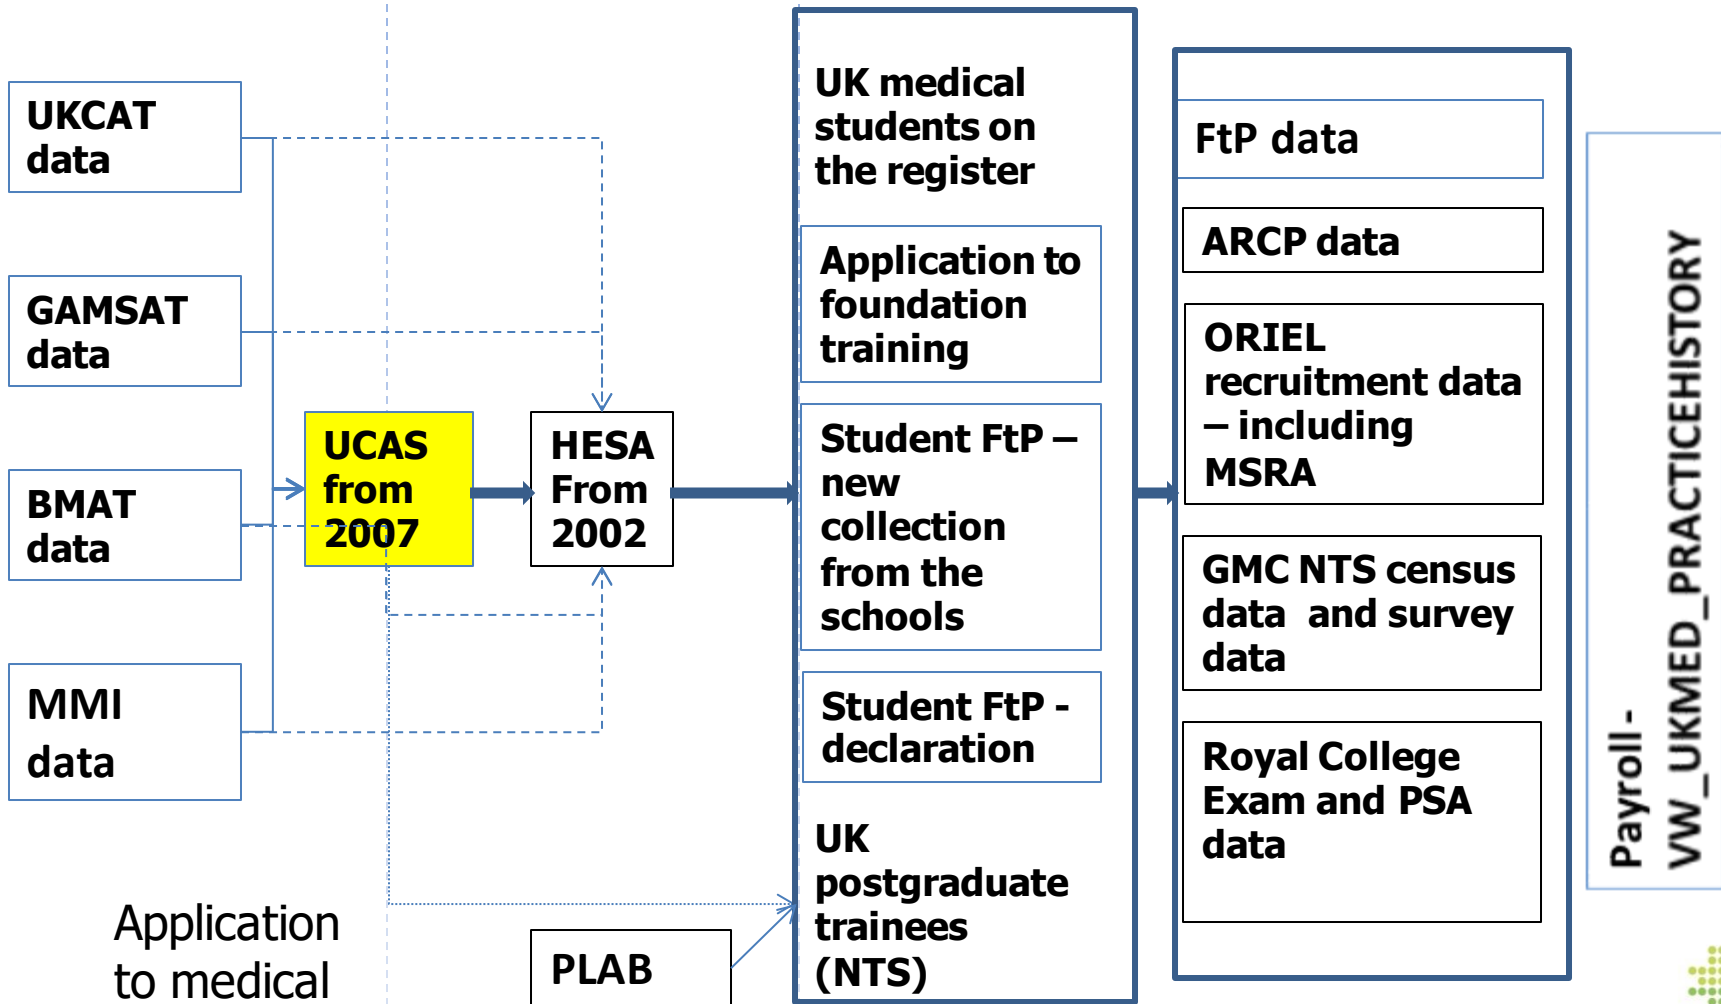 UKCAT
data
GAMSAT
data
BMAT
data
MMI
data
Application
to medical
UCAS
from
2007
HESA
From
2002
PLAB
UK medical
students on
the register
Application to
foundation
training
Student FtP –
new
collection
from the
schools
Student FtP -
declaration
UK
postgraduate
trainees
(NTS)
FtP data
ARCP data
ORIEL
recruitment data
– including
MSRA
GMC NTS census
data and survey
data
Royal College
Exam and PSA
data
Payroll -
VW_UKMED_PRACTICEHISTORY